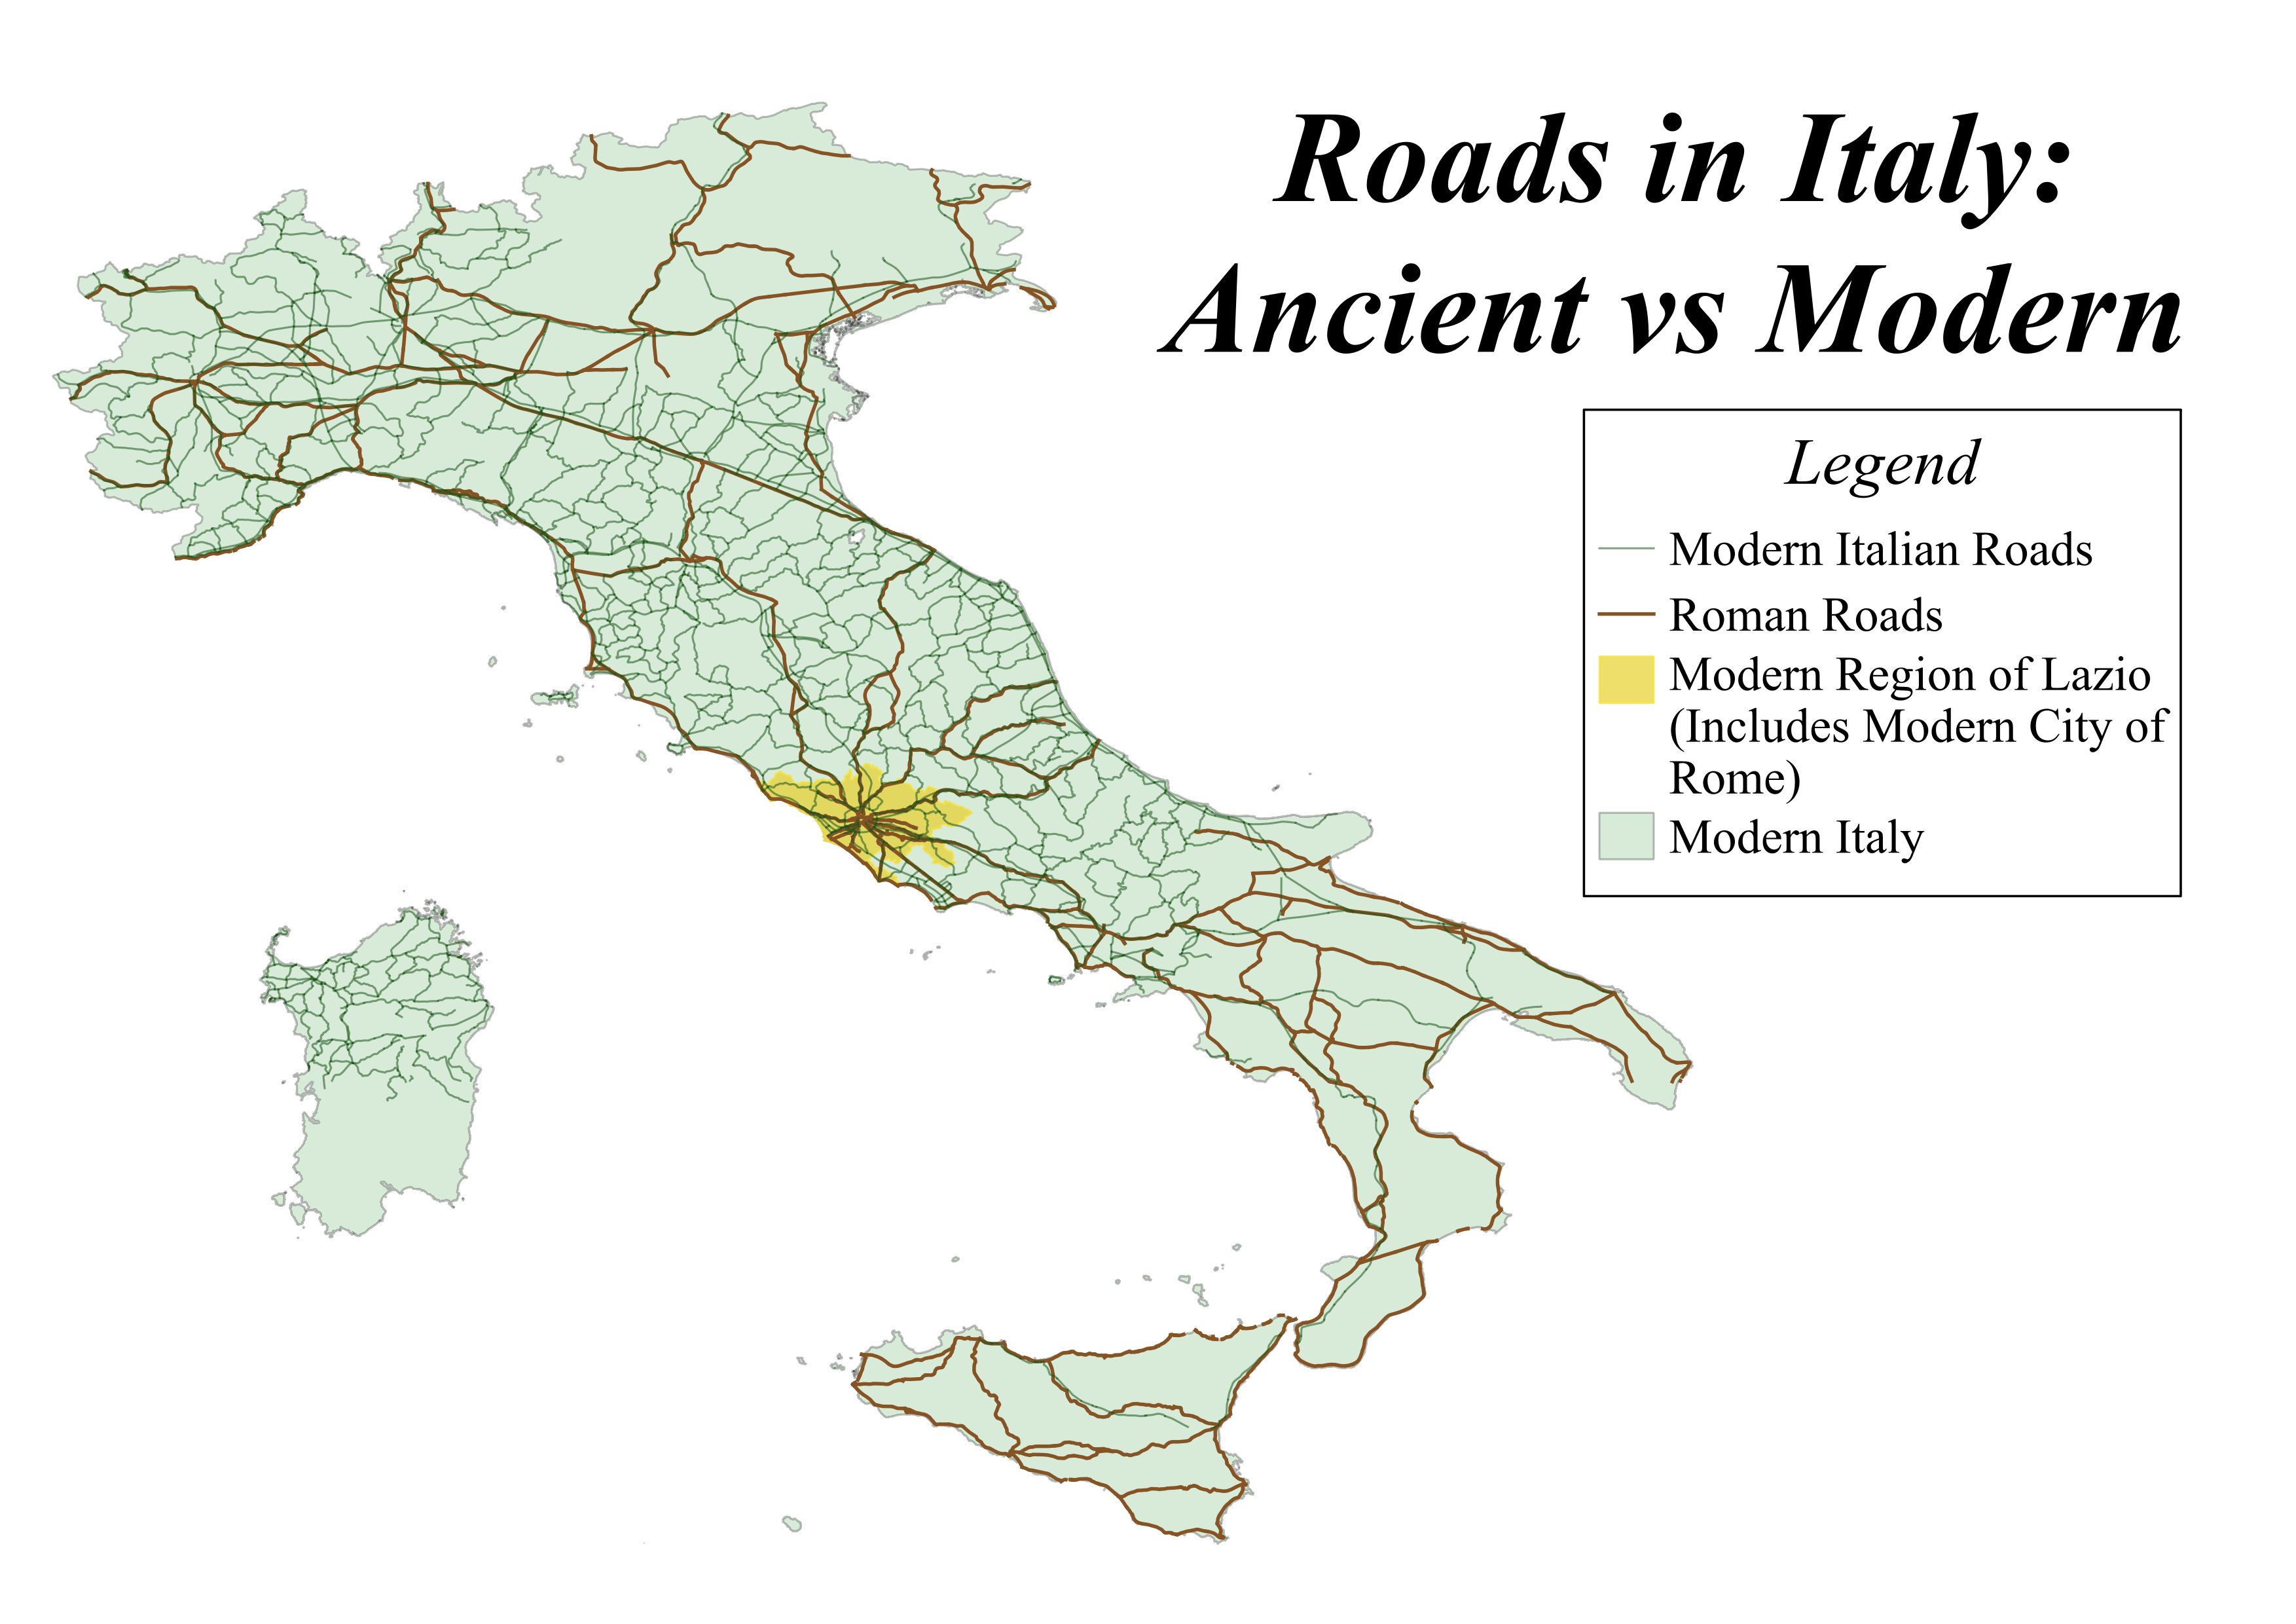 Roads in Italy:
Ancient vs Modern
Legend
Modern Italian Roads
Roman Roads
Modern Region of Lazio
(Includes Modern City of
Rome)
Modern Italy